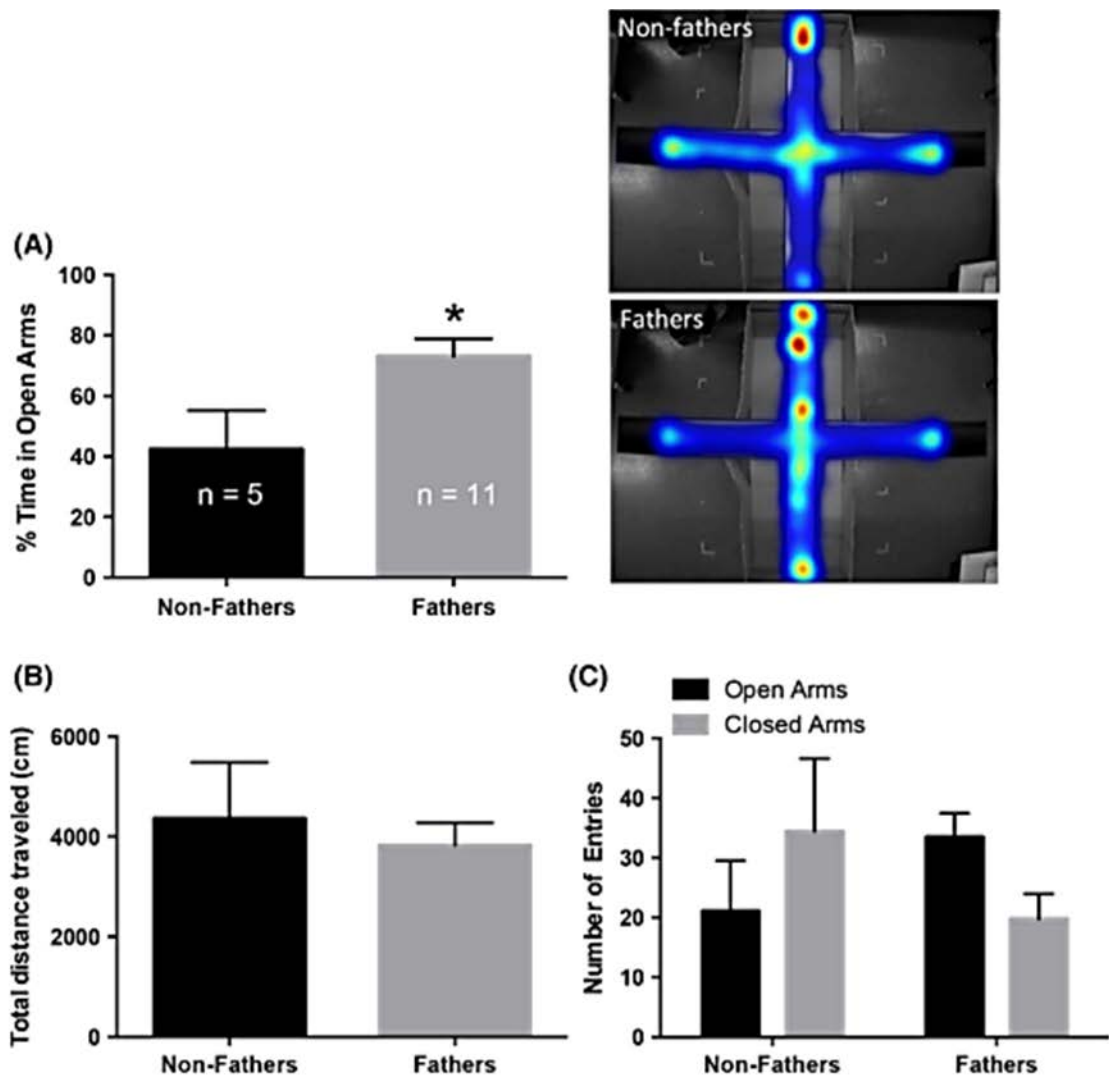 Non-fathers
Fathers
(A)
% Time in Open Arms
100
80
60
40
20
0
*
n = 5
n = 11
Non-Fathers
Fathers
(B)
Total distance traveled (cm)
6000
4000
2000
0
Non-Fathers
Fathers
(C)
Open Arms
Closed Arms
Number of Entries
50
40
30
20
10
0
Non-Fathers
Fathers